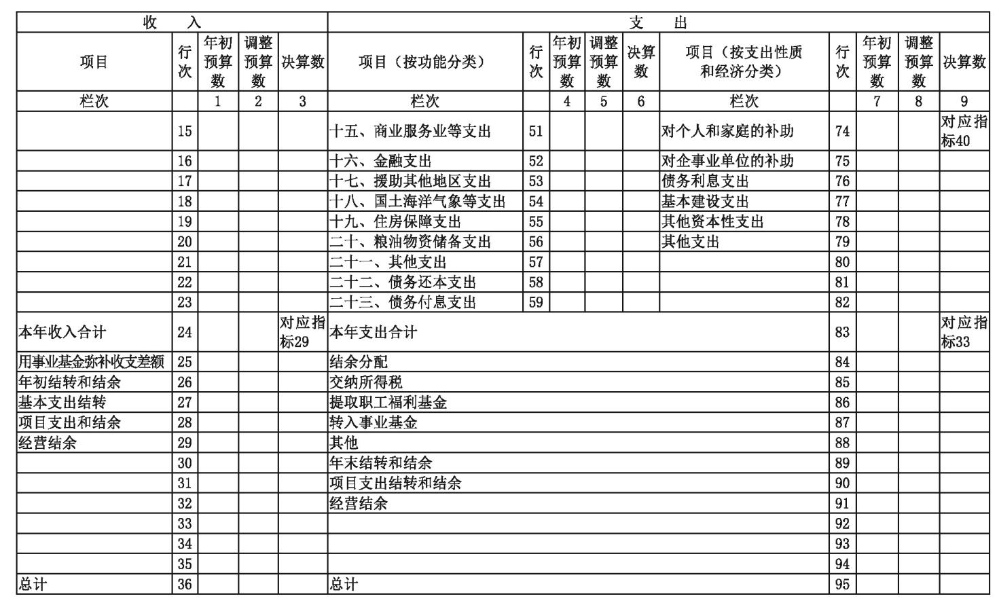 收 入 支 出
项目 行次 年初预算数 调整预算数 决算数 项目（按功能分类） 行次 年初预算数 调整预算数 决算数 项目（按支出性质和经济分类） 行次 年初预算数 调整预算数 决算数
栏次 1 2 3 栏次 4 5 6 栏次 7 8 9
15 十五、商业服务业等支出 51 对个人和家庭的补助 74 对应指标40
16 十六、金融支出 52 对企事业单位的补助 75
17 十七、援助其他地区支出 53 债务利息支出 76
18 十八、国土海洋气象等支出 54 基本建设支出 77
19 十九、住房保障支出 55 其他资本性支出 78
20 二十、粮油物资储备支出 56 其他支出 79
21 二十一、其他支出 57 80
22 二十二、债务还本支出 58 81
23 二十三、债务付息支出 59 82
本年收入合计 24 对应指标29 本年支出合计 83 对应指标33
用事业基金弥补收支差额 25 结余分配 84
年初结转和结余 26 交纳所得税 85
基本支出结转 27 提取职工福利基金 86
项目支出和结余 28 转入事业基金 87
经营结余 29 其他 88
30 年末结转和结余 89
31 项目支出结转和结余 90
32 经营结余 91
33 92
34 93
35 94
总计 36 总计 95